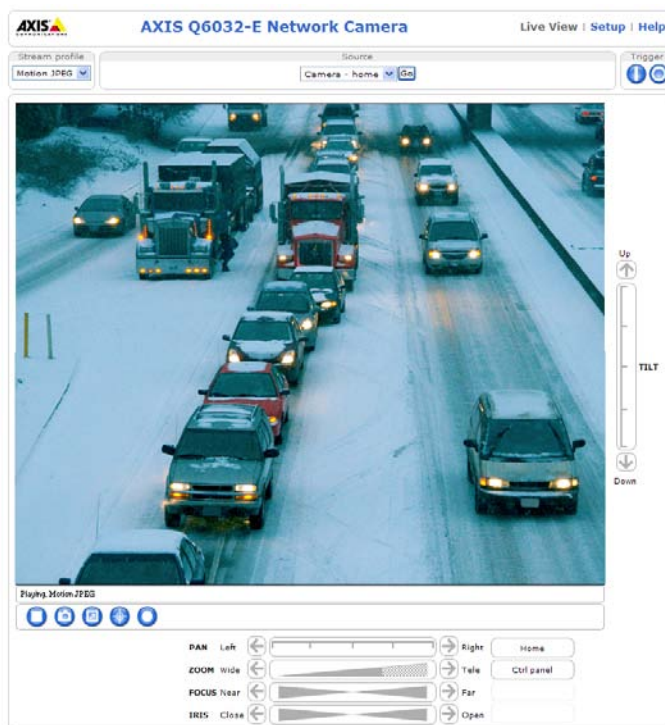 AXIS
COMMUNICATIONS
AXIS Q6032-E Network Camera
Live View | Setup | Help
Stream profile
Motion JPEG
Source
Camera - home Go
Trigger
Up
TILT
Down
Playing, Motion JPEG
PAN Left Right Home
ZOOM Wide Tele Ctrl panel
FOCUS Near Far
IRIS Close Open